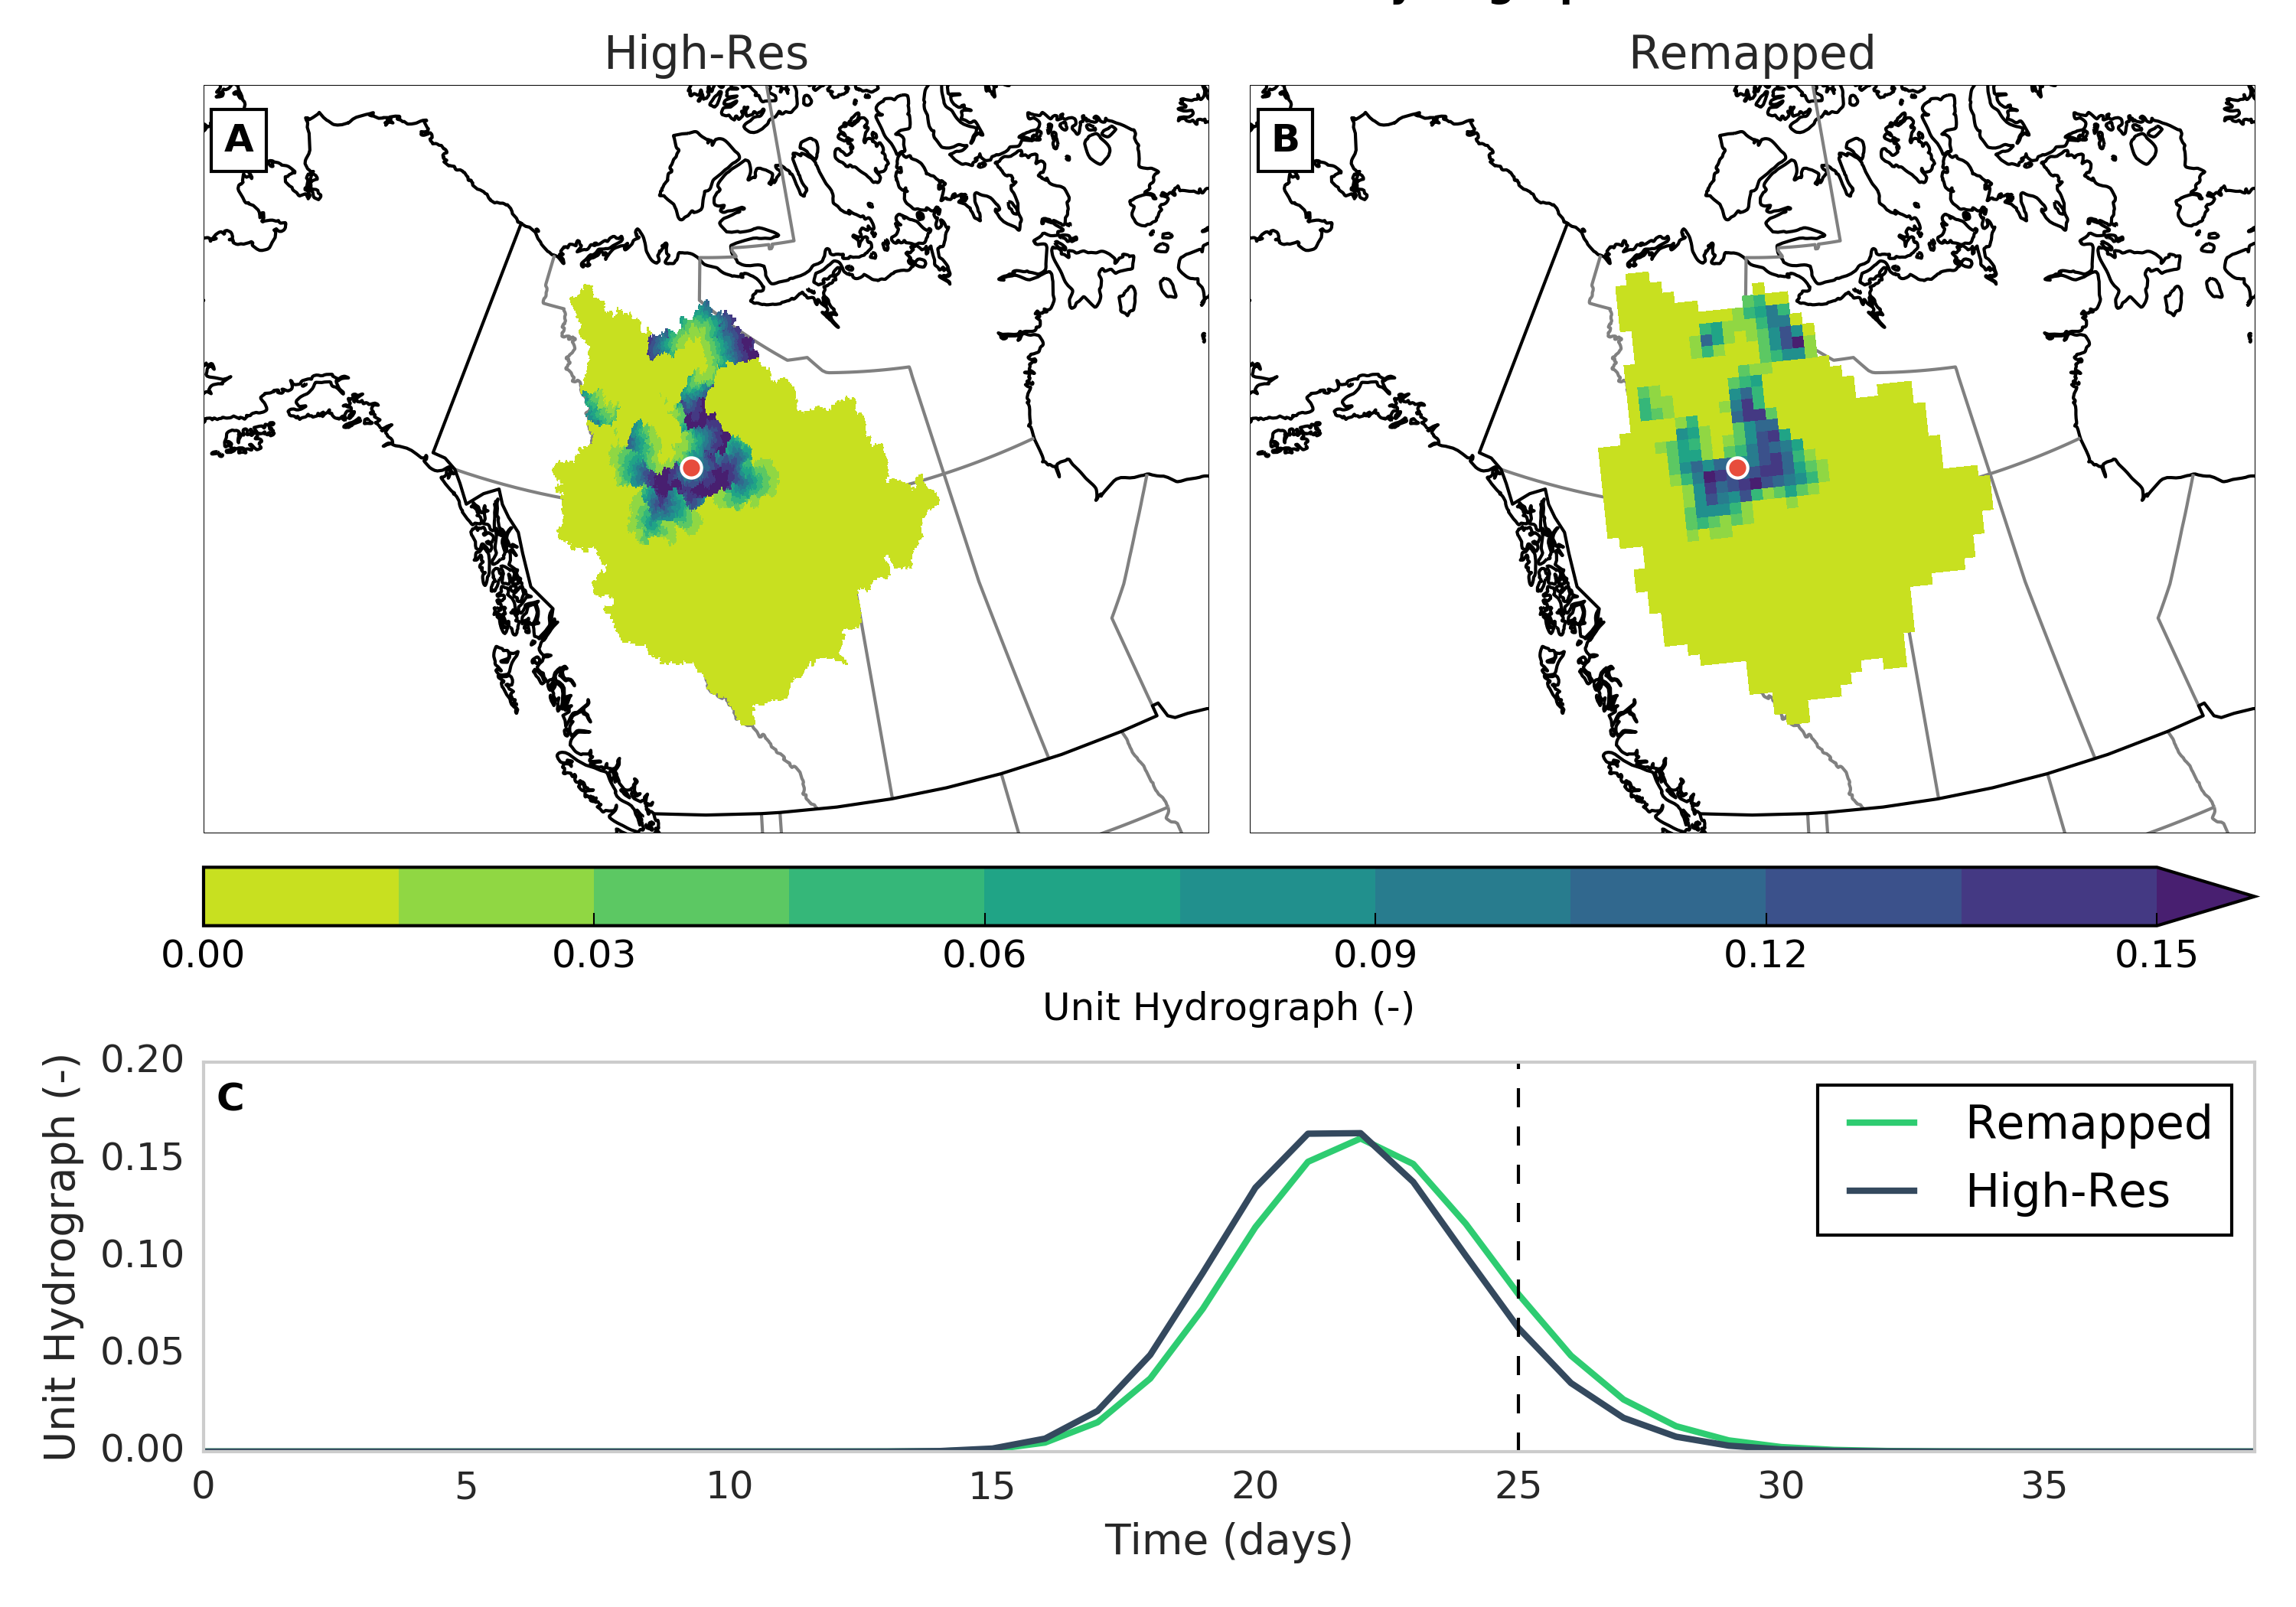 High-Res Remapped
A B
0.00 0.03 0.06 0.09 0.12 0.15
Unit Hydrograph (-)
C
Unit Hydrograph (-)
0.20
0.15
0.10
0.05
0.00
Remapped
High-Res
0 5 10 15 20 25 30 35
Time (days)